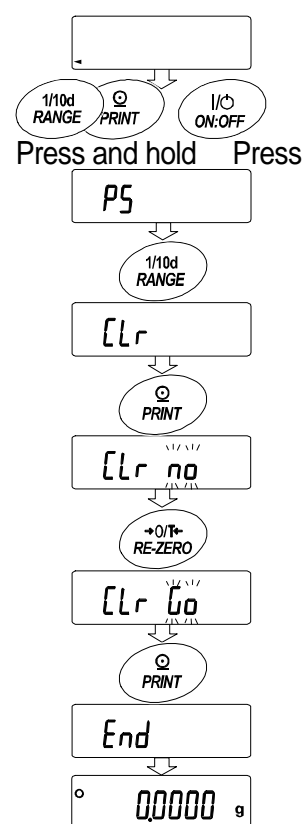 1/10d
RANGE
PRINT
I/⏻
ON:OFF
Press and hold Press
PS
1/10d
RANGE
CLr
PRINT
CLr no
→0/T←
RE-ZERO
CLr Go
PRINT
End
0.0000 g